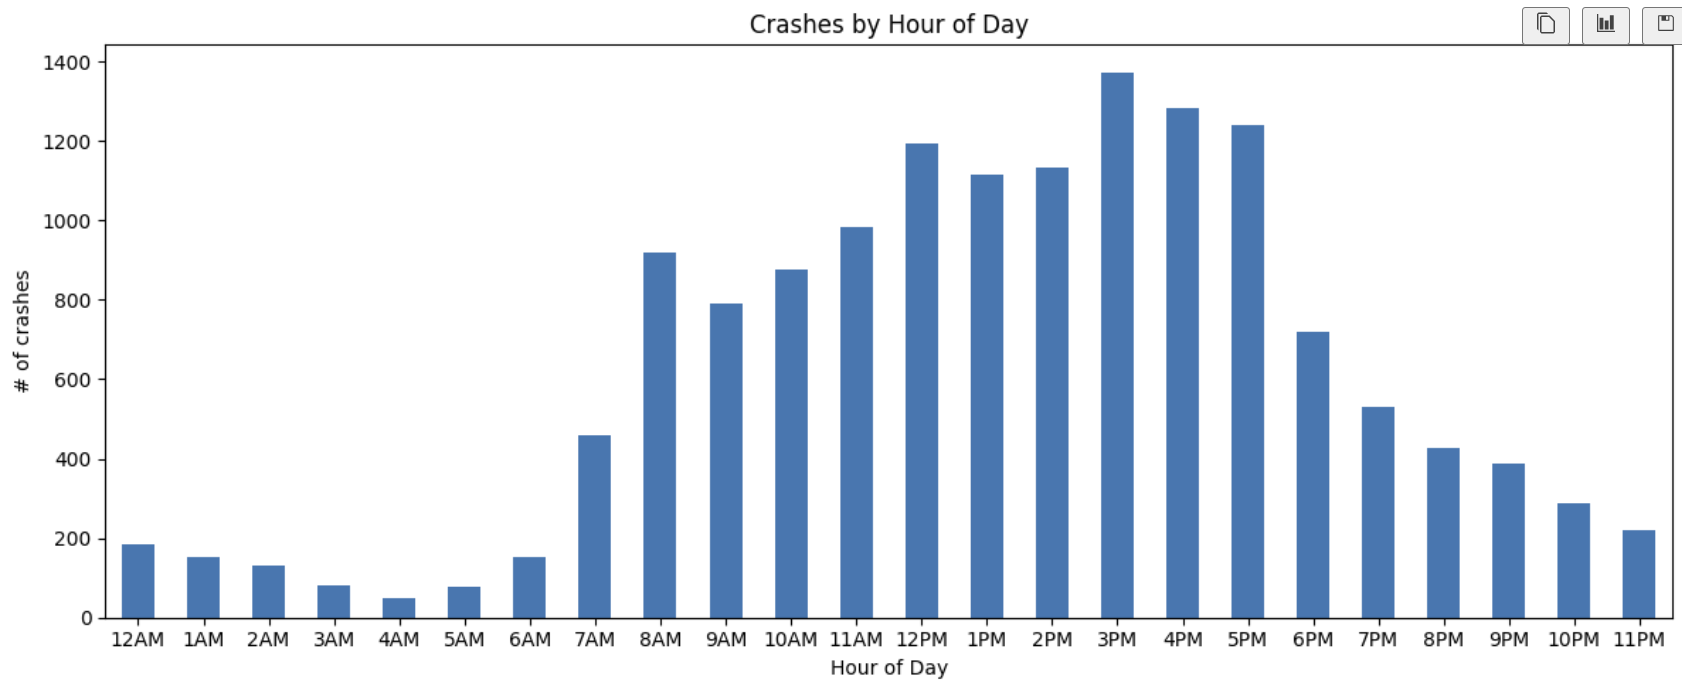 Crashes by Hour of Day
1400
1200
1000
800
600
400
200
0
# of crashes
12AM 1AM 2AM 3AM 4AM 5AM 6AM 7AM 8AM 9AM 10AM 11AM 12PM 1PM 2PM 3PM 4PM 5PM 6PM 7PM 8PM 9PM 10PM 11PM
Hour of Day